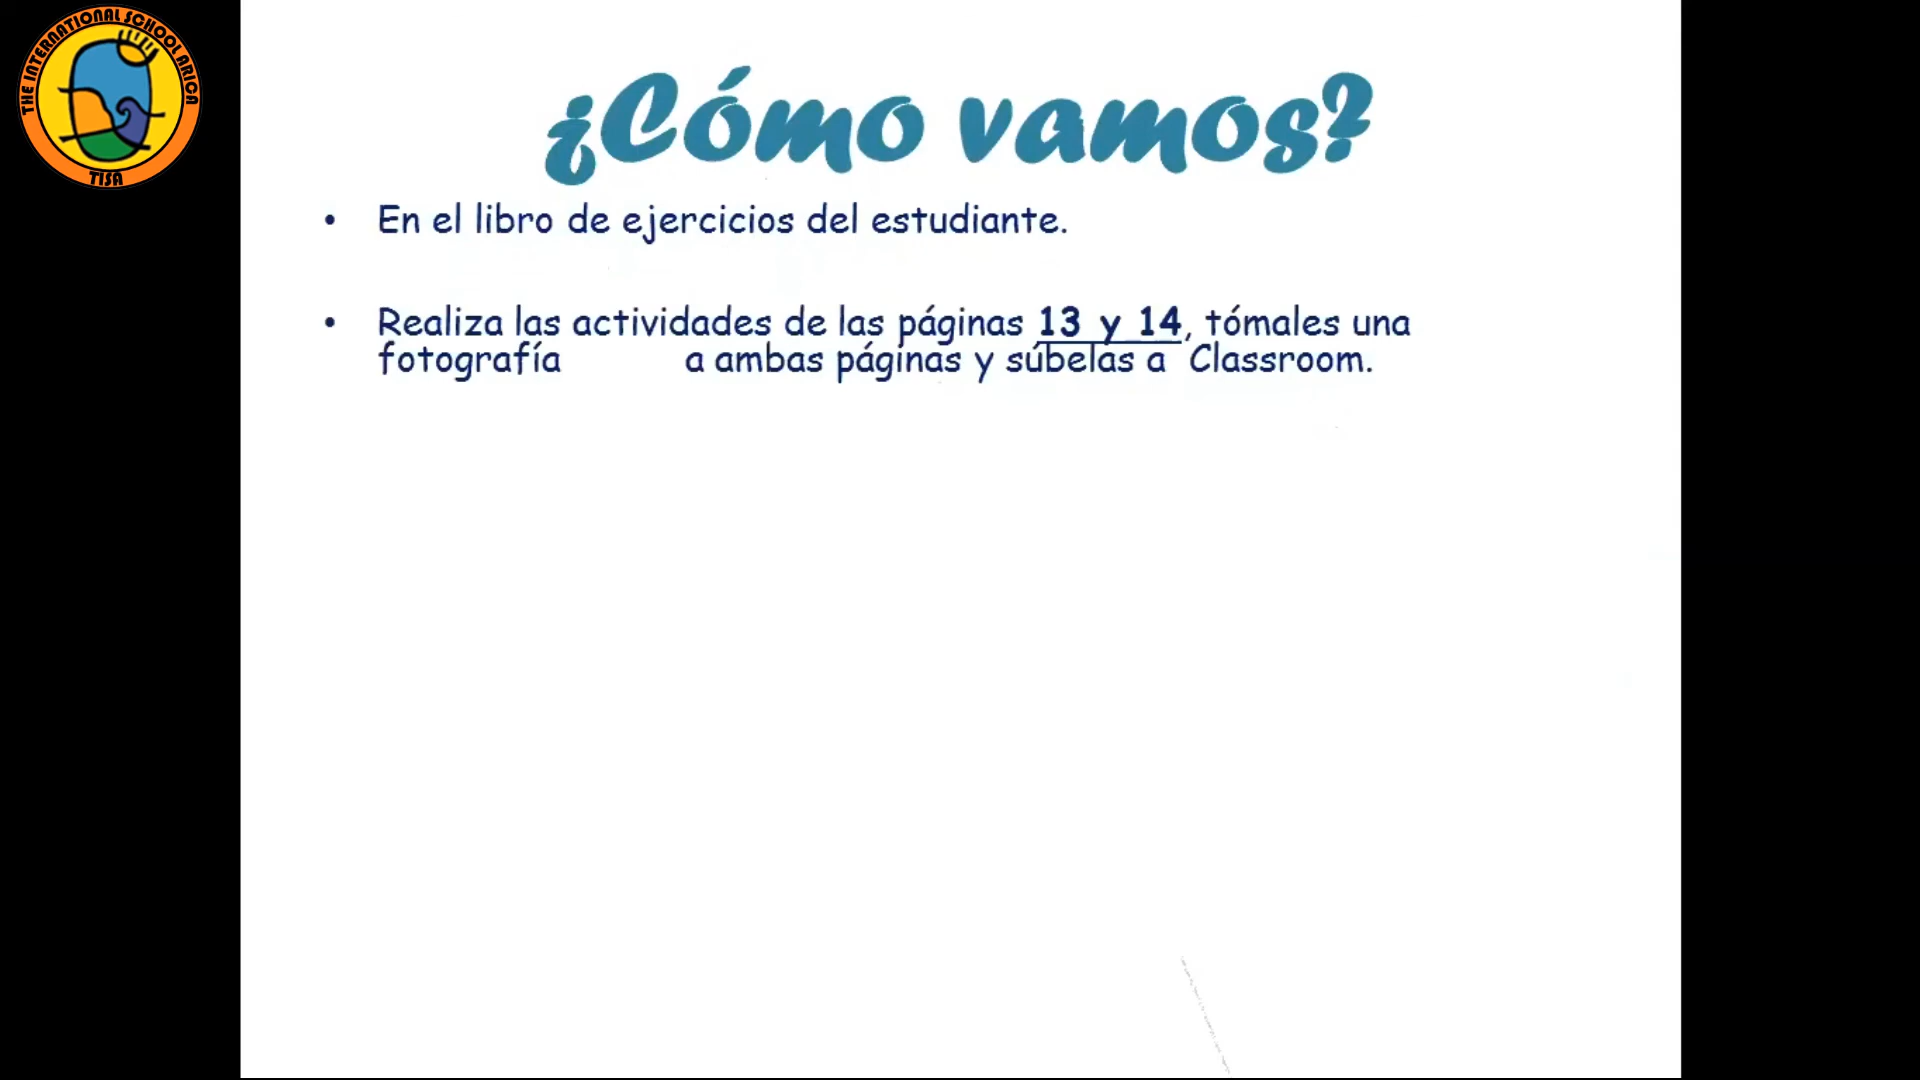 THE INTERNATIONAL SCHOOL ARICA
TISA
¿Cómo vamos?
• En el libro de ejercicios del estudiante.
• Realiza las actividades de las páginas 13 y 14, tómales una
fotografía a ambas páginas y súbelas a Classroom.